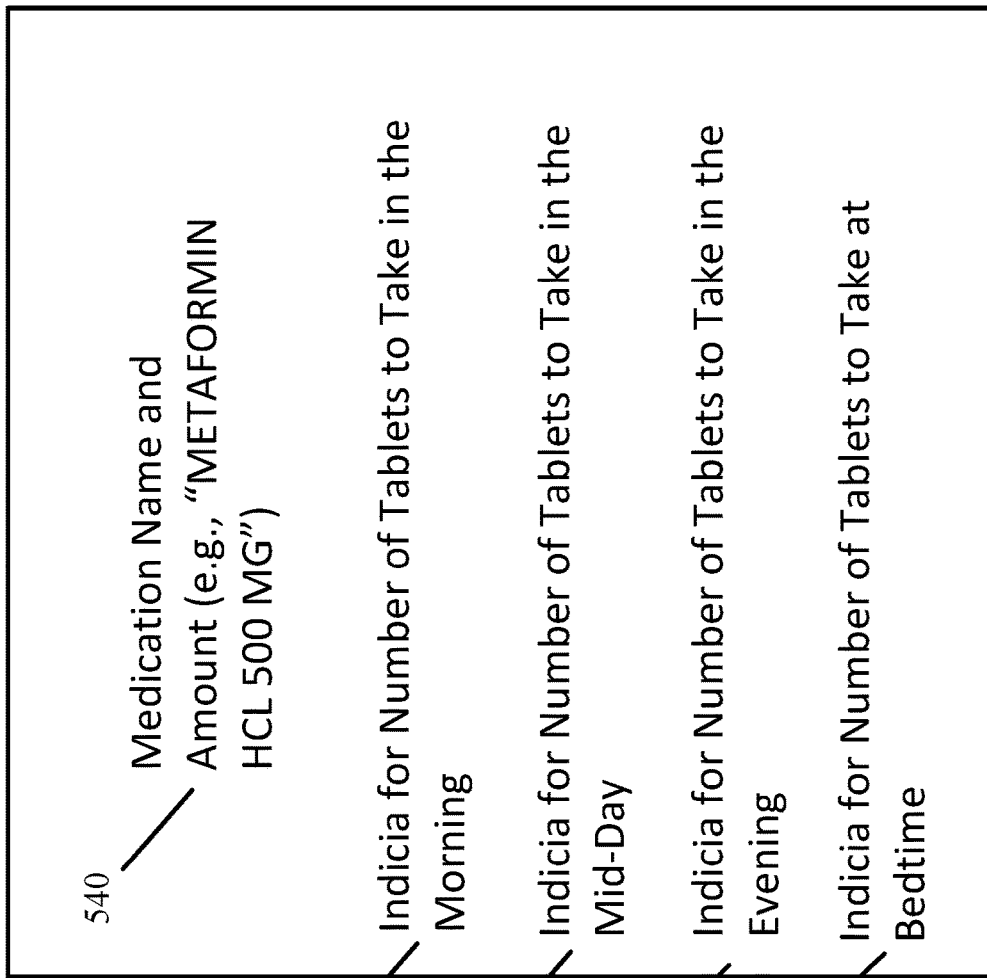 540
Medication Name and
Amount (e.g., “METAFORMIN
HCL 500 MG”)
Indicia for Number of Tablets to Take in the
Morning
Indicia for Number of Tablets to Take in the
Mid-Day
Indicia for Number of Tablets to Take in the
Evening
Indicia for Number of Tablets to Take at
Bedtime